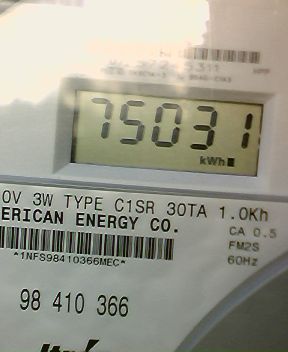 75031
kWh
0V 3W TYPE C1SR 30TA 1.0Kh
ERICAN ENERGY CO.
CA 0.5
FM2S
60Hz
*1NFS98410366MEC*
98 410 366